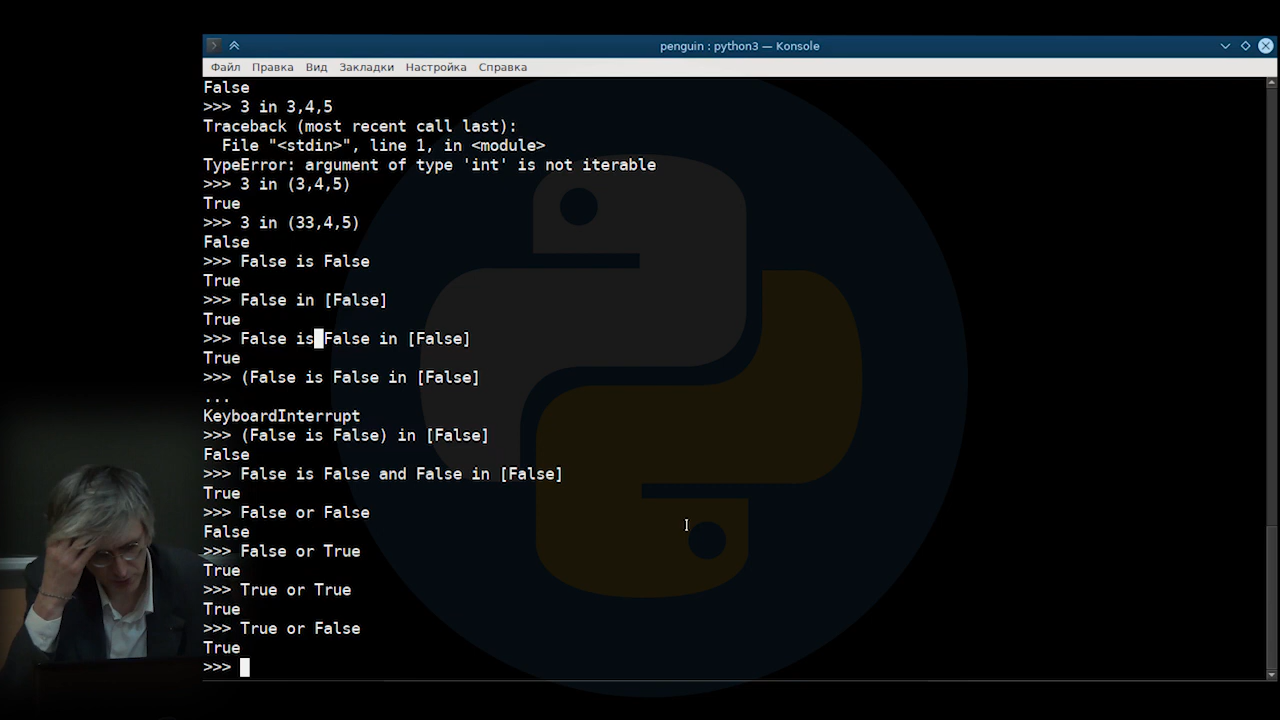 penguin : python3 — Konsole
Файл Правка Вид Закладки Настройка Справка
False
>>> 3 in 3,4,5
Traceback (most recent call last):
  File "<stdin>", line 1, in <module>
TypeError: argument of type 'int' is not iterable
>>> 3 in (3,4,5)
True
>>> 3 in (33,4,5)
False
>>> False is False
True
>>> False in [False]
True
>>> False is False in [False]
True
>>> (False is False in [False]
...
KeyboardInterrupt
>>> (False is False) in [False]
False
>>> False is False and False in [False]
True
>>> False or False
False
>>> False or True
True
>>> True or True
True
>>> True or False
True
>>>